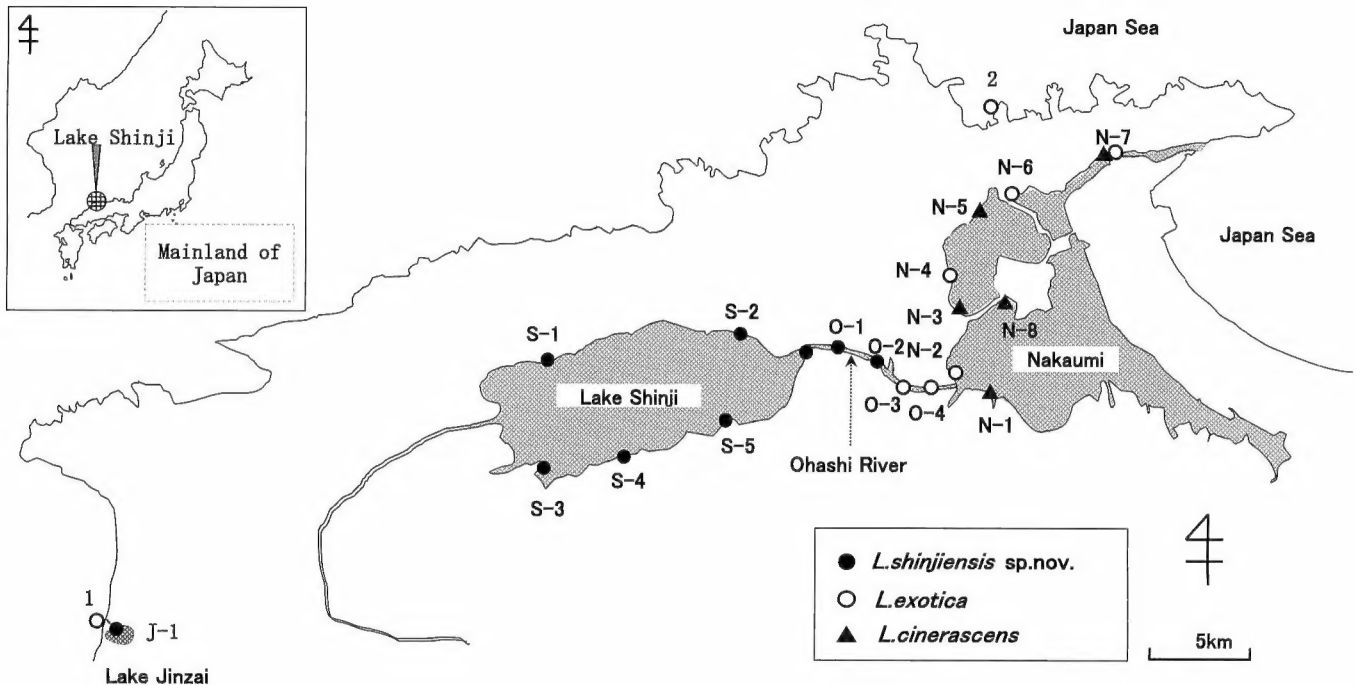 4
Lake Shinji
Mainland of
Japan
Japan Sea
2
N-7
N-6
N-5
Japan Sea
N-4
N-3
N-8
S-2
O-1
S-1
O-2
N-2
Nakaumi
Lake Shinji
O-3
O-4
N-1
S-5
Ohashi River
S-4
S-3
4
L.shinjiensis sp.nov.
L.exotica
L.cinerascens
5km
1
J-1
Lake Jinzai